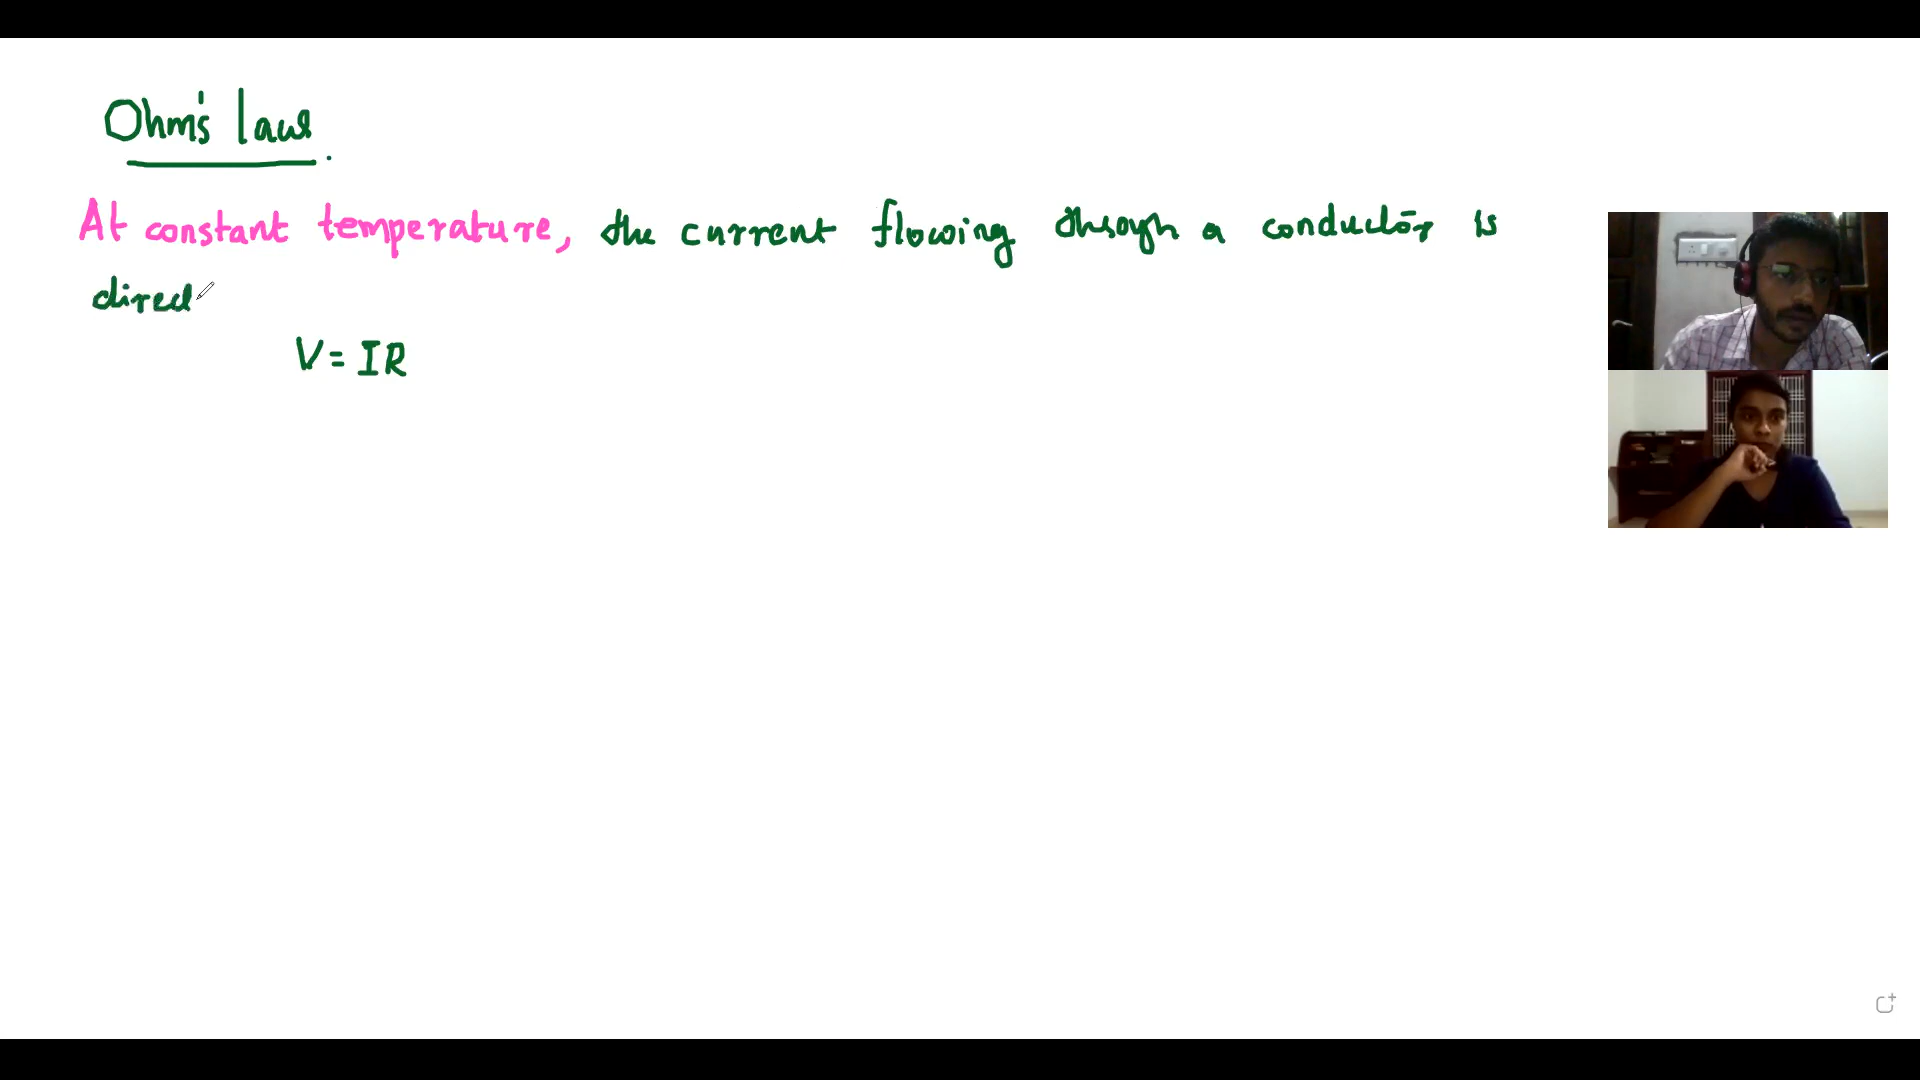 Ohm's law.
At constant temperature, the current flowing through a conductor is
direct
V = IR